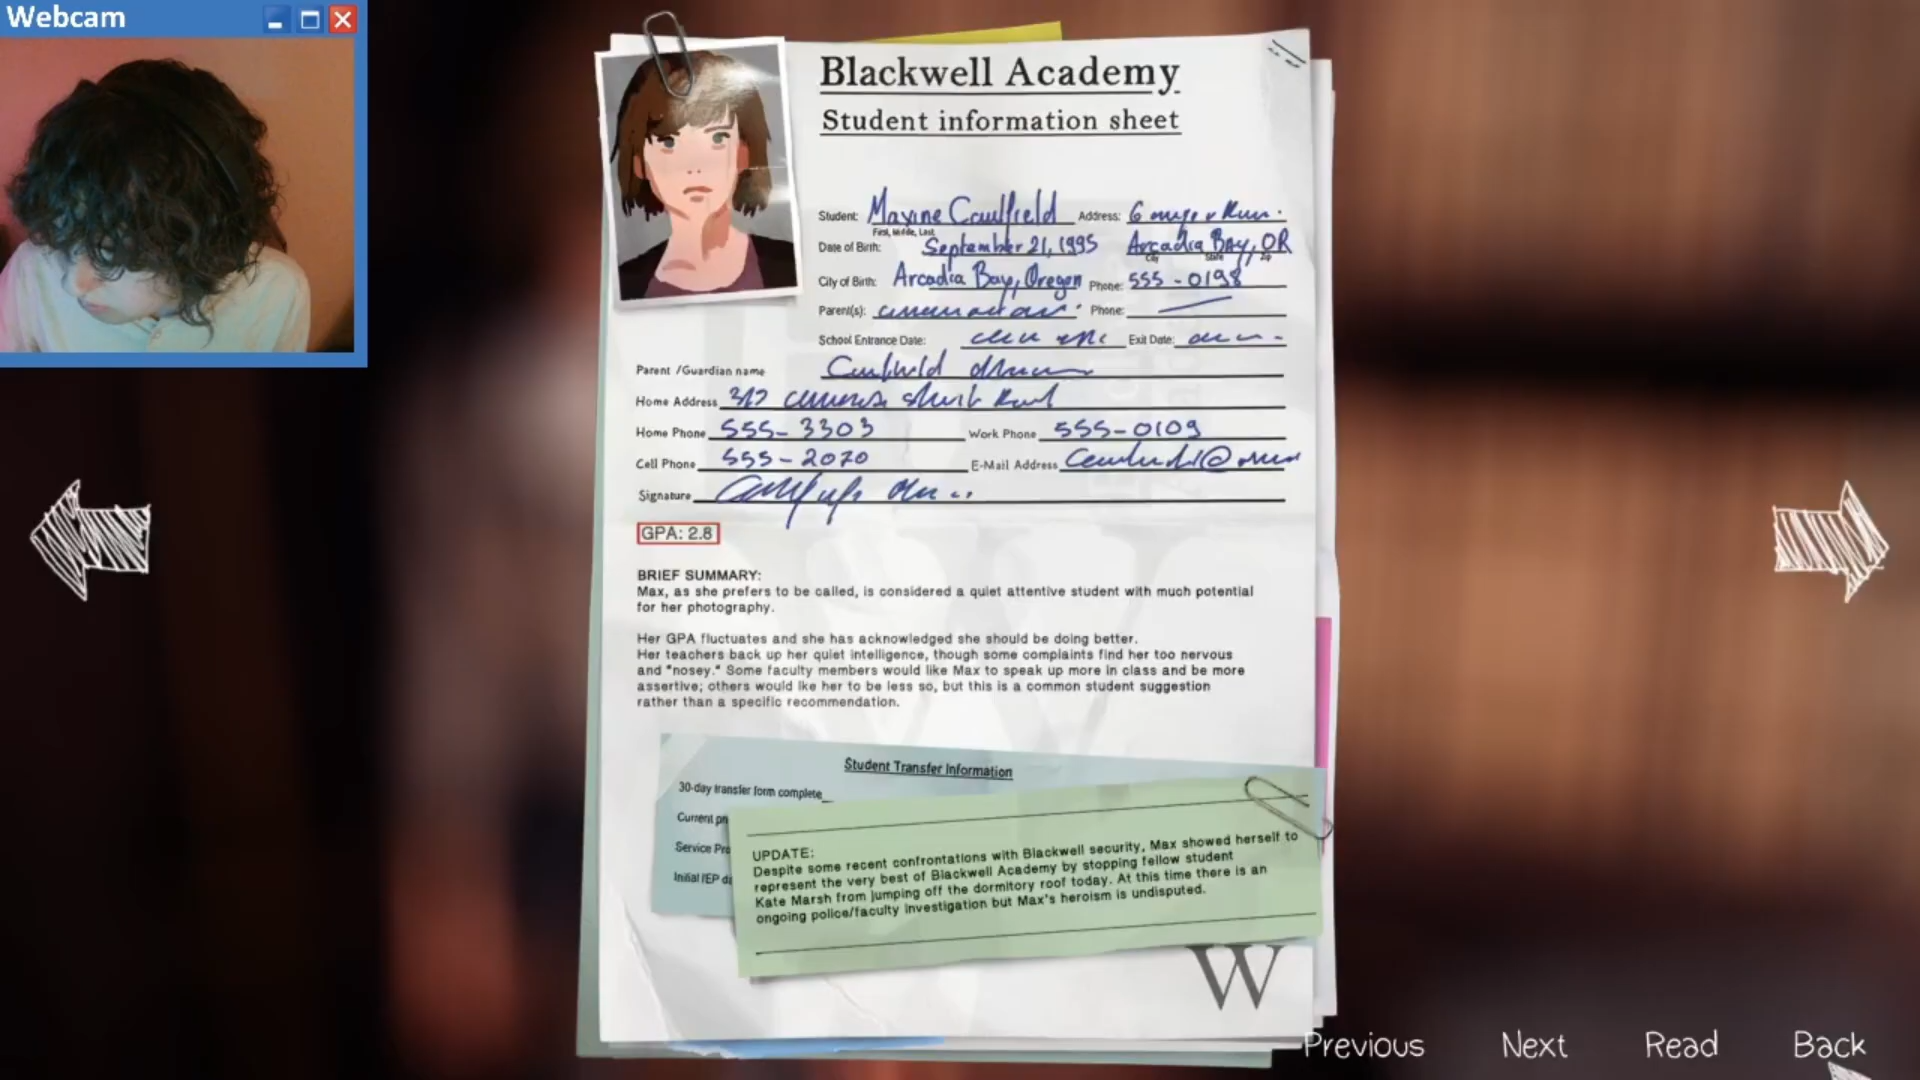 Webcam
Blackwell Academy
Student information sheet
Student: Maxine Caulfield Address:
First, Middle, Last
Date of Birth: September 21, 1995 Arcadia Bay, OR
City State Zip
City of Birth: Arcadia Bay, Oregon Phone: 555-0198
Parent(s): Phone:
School Entrance Date: Exit Date:
Parent /Guardian name
Home Address
Home Phone 555-3303 Work Phone 555-0109
Cell Phone 555-2070 E-Mail Address
Signature
GPA: 2.8
BRIEF SUMMARY:
Max, as she prefers to be called, is considered a quiet attentive student with much potential
for her photography.
Her GPA fluctuates and she has acknowledged she should be doing better.
Her teachers back up her quiet intelligence, though some complaints find her too nervous
and "nosey." Some faculty members would like Max to speak up more in class and be more
assertive; others would lke her to be less so, but this is a common student suggestion
rather than a specific recommendation.
Student Transfer Information
30-day transfer form complete
Current
Service
Initial IEP
UPDATE:
Despite some recent confrontations with Blackwell security, Max showed herself to
represent the very best of Blackwell Academy by stopping fellow student
Kate Marsh from jumping off the dormitory roof today. At this time there is an
ongoing police/faculty investigation but Max's heroism is undisputed.
W
Previous Next Read Back